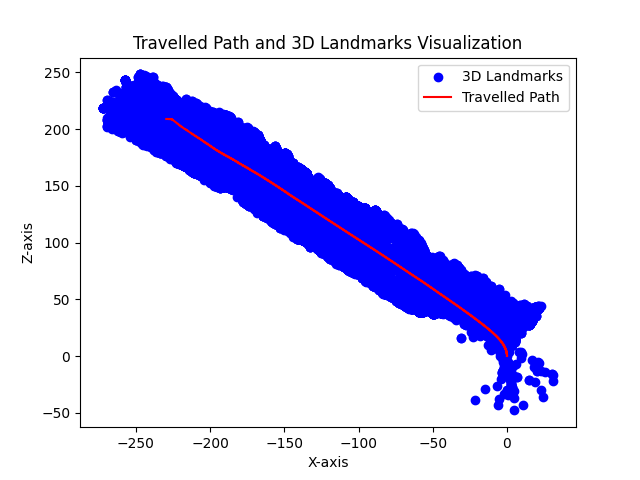 Travelled Path and 3D Landmarks Visualization
3D Landmarks
Travelled Path
250
200
150
100
50
0
−50
Z-axis
−250 −200 −150 −100 −50 0
X-axis